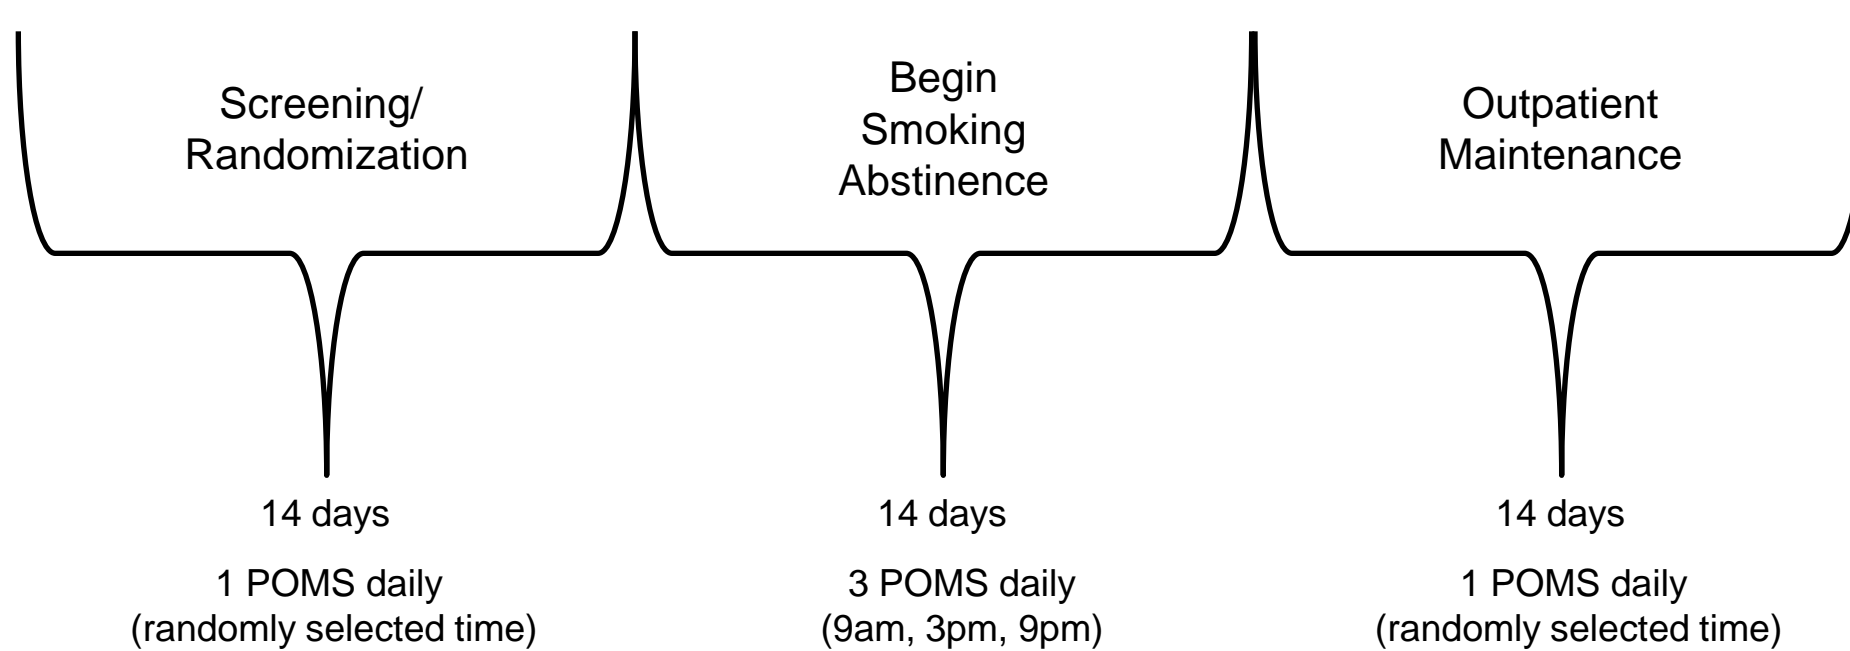 Screening/
Randomization
Begin
Smoking
Abstinence
Outpatient
Maintenance
14 days
1 POMS daily
(randomly selected time)
14 days
3 POMS daily
(9am, 3pm, 9pm)
14 days
1 POMS daily
(randomly selected time)